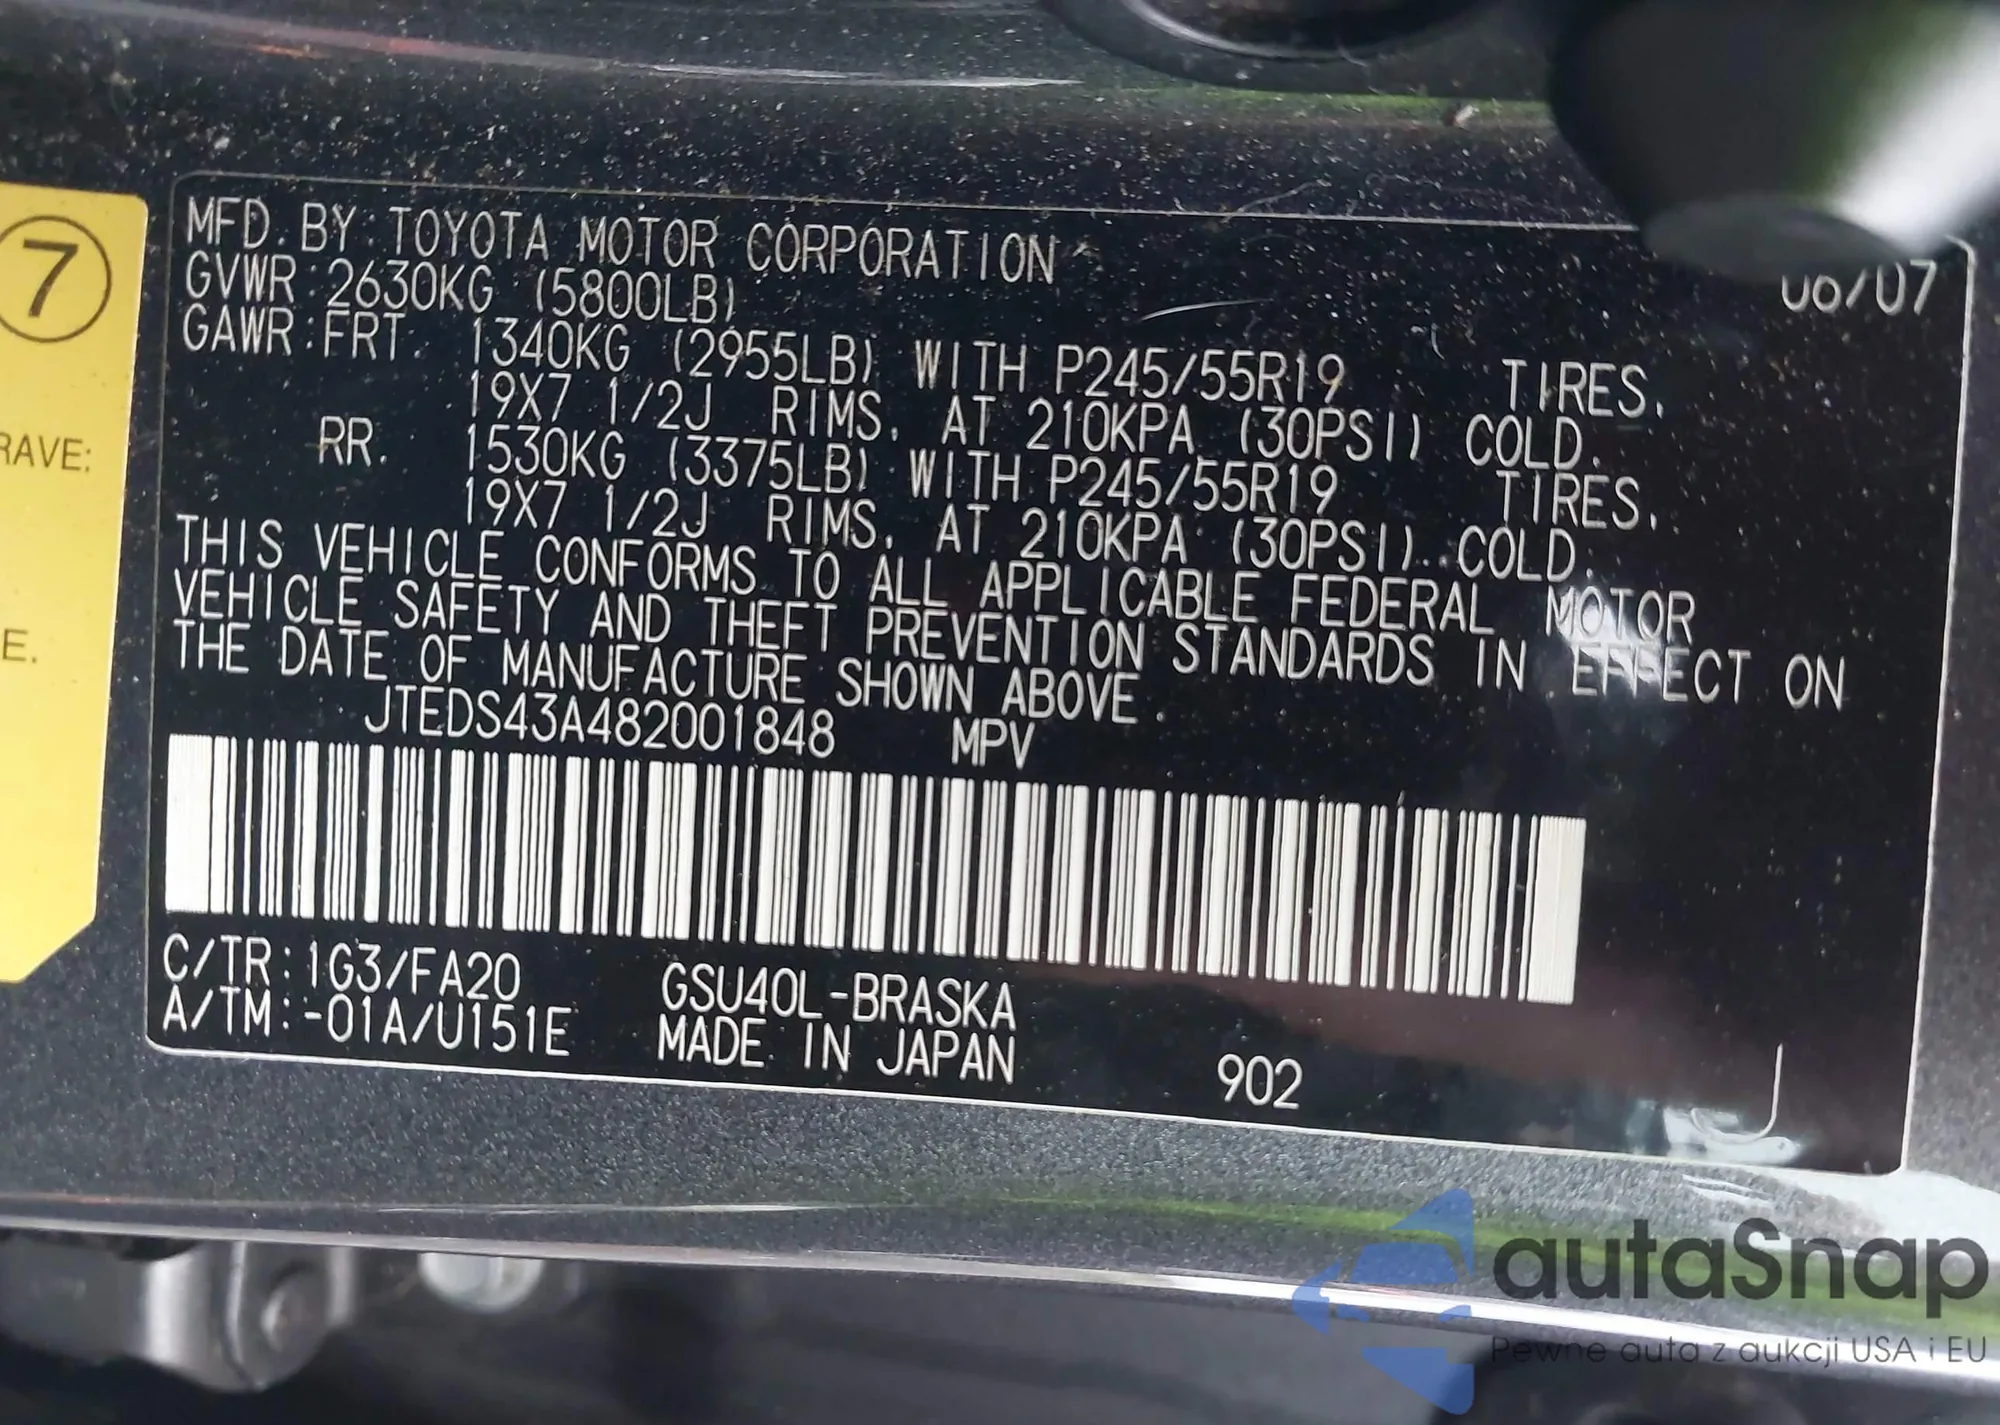 7
RAVE:
E.
MFD. BY: TOYOTA MOTOR CORPORATION
/07
GVWR: 2630KG (5800LB)
GAWR: FRT. 1340KG (2955LB) WITH P245/55R19 TIRES.
19X7 1/2J RIMS, AT 210KPA (30PSI) COLD.
RR. 1530KG (3375LB) WITH P245/55R19 TIRES.
19X7 1/2J RIMS, AT 210KPA (30PSI) COLD.
THIS VEHICLE CONFORMS TO ALL APPLICABLE FEDERAL MOTOR
VEHICLE SAFETY AND THEFT PREVENTION STANDARDS IN EFFECT ON
THE DATE OF MANUFACTURE SHOWN ABOVE.
JTEDS43A482001848 MPV
C/TR: 1G3/FA20 GSU40L-BRASKA
A/TM: -01A/U151E MADE IN JAPAN 902
autaSnap
Pewne auta z aukcji USA i EU